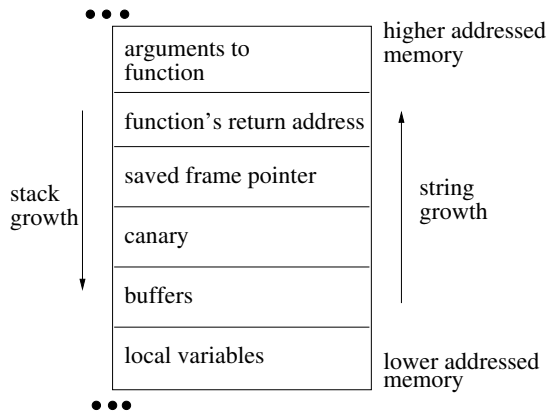 higher addressed
memory
arguments to
function
function's return address
saved frame pointer
stack
growth
string
growth
canary
buffers
local variables
lower addressed
memory